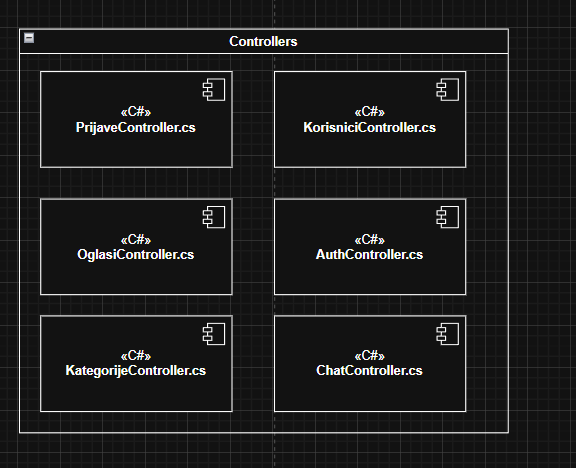 Controllers
«C#»
PrijaveController.cs
«C#»
KorisniciController.cs
«C#»
OglasiController.cs
«C#»
AuthController.cs
«C#»
KategorijeController.cs
«C#»
ChatController.cs